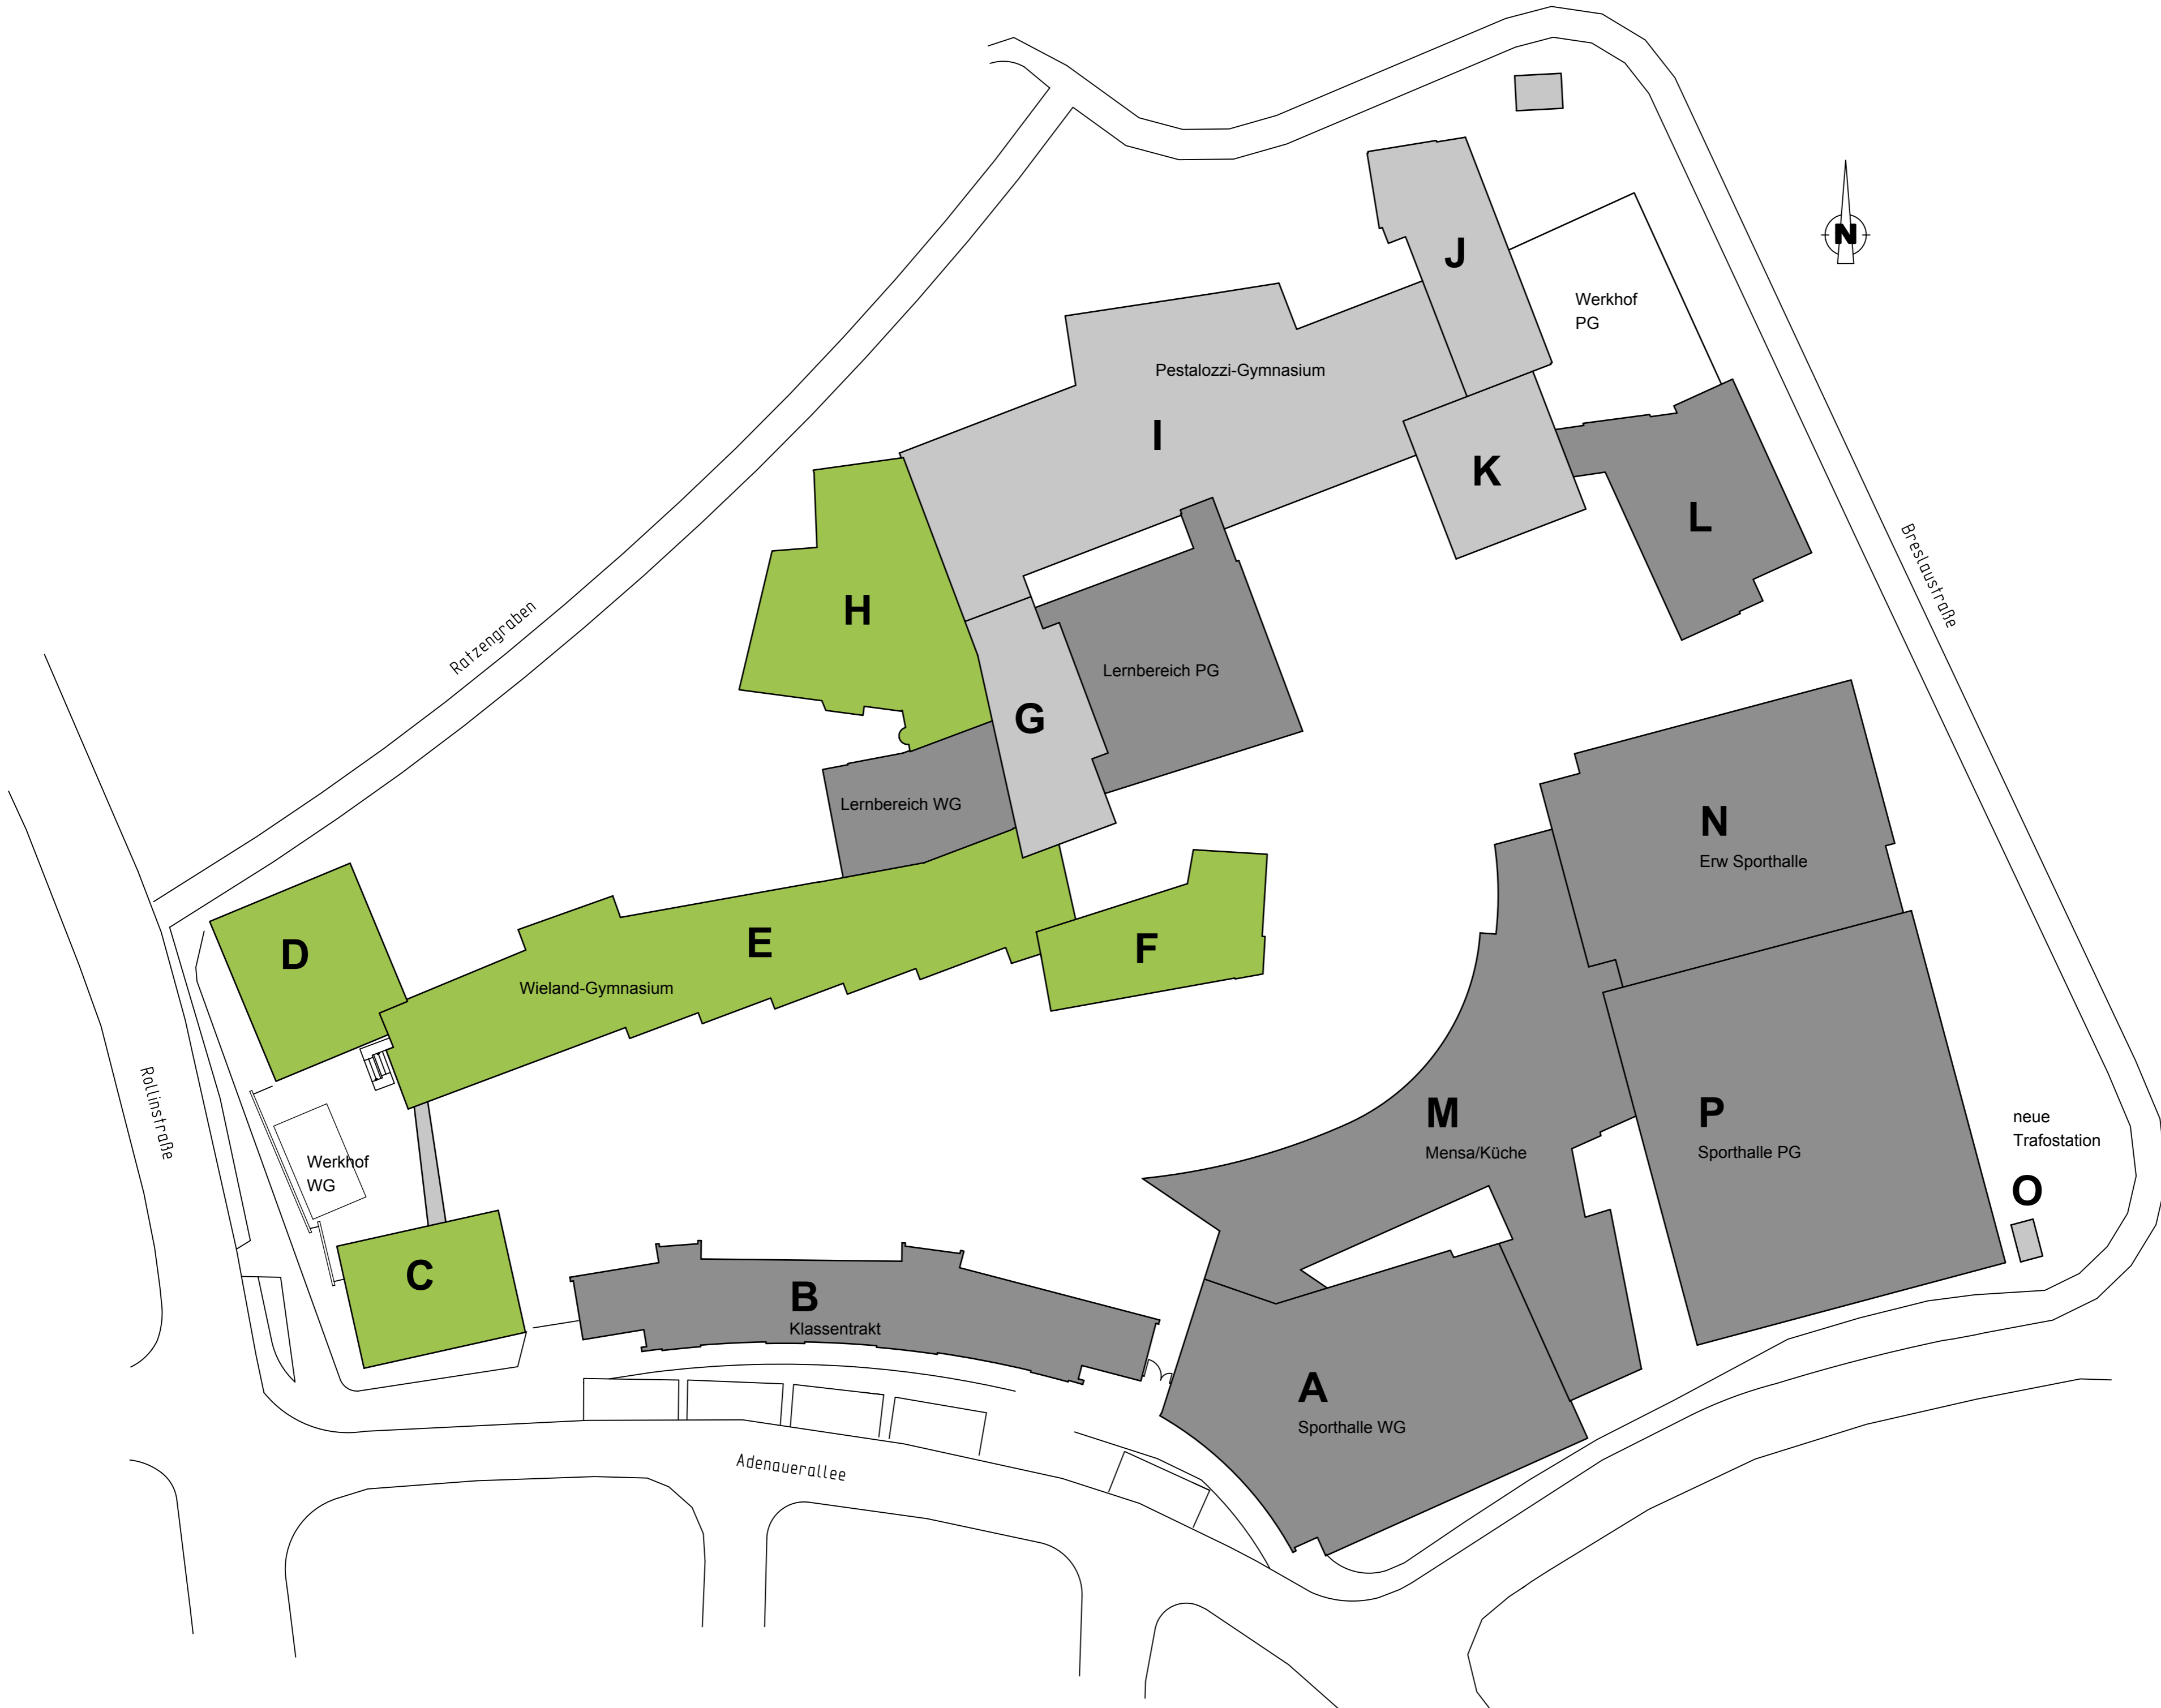 N
J
Werkhof
PG
Pestalozzi-Gymnasium
I
K
L
Breslaustraße
H
Ratzengraben
Lernbereich PG
G
Lernbereich WG
N
Erw Sporthalle
D
E
F
Wieland-Gymnasium
Rollinstraße
M
Mensa/Küche
P
Sporthalle PG
neue
Trafostation
O
Werkhof
WG
C
B
Klassentrakt
A
Sporthalle WG
Adenauerallee